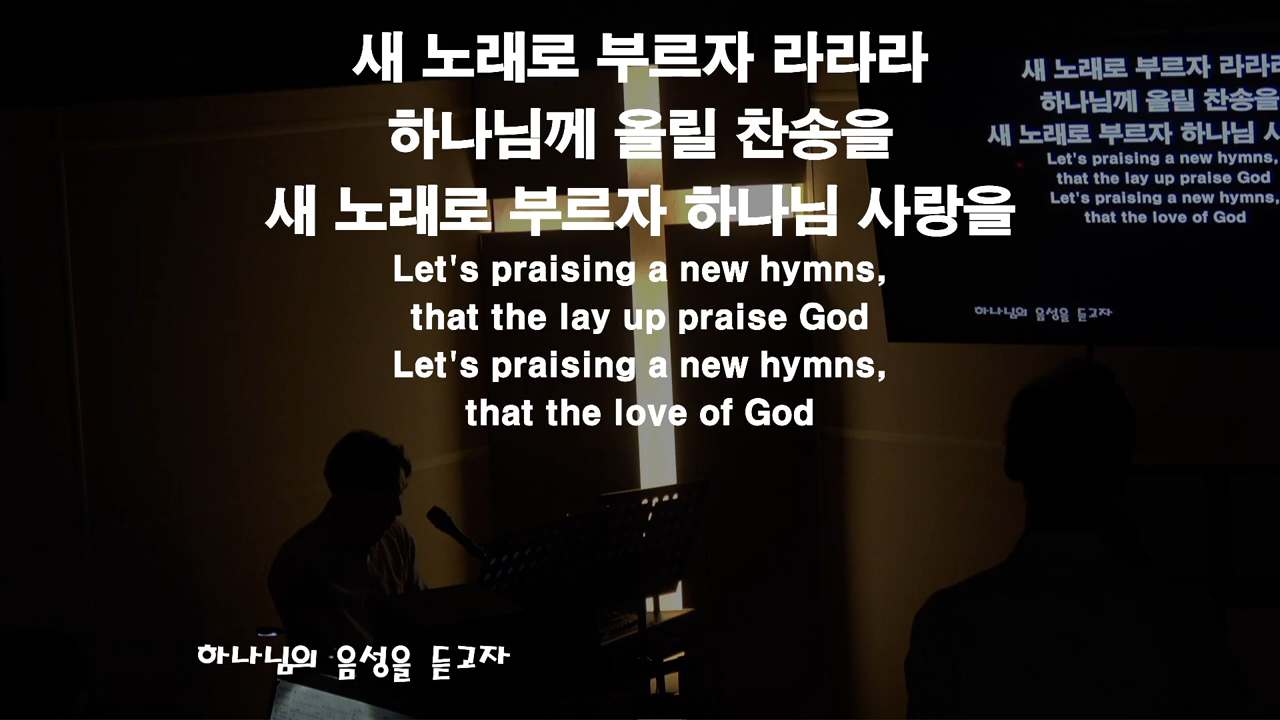 새 노래로 부르자 라라라
하나님께 올릴 찬송을
새 노래로 부르자 하나님 사랑을
Let's praising a new hymns,
that the lay up praise God
Let's praising a new hymns,
that the love of God
하나님의 음성을 듣고자
새 노래로 부르자 라라라
하나님께 올릴 찬송을
새 노래로 부르자 하나님
Let's praising a new hymns,
that the lay up praise God
Let's praising a new hymns,
that the love of God
하나님의 음성을 듣고자